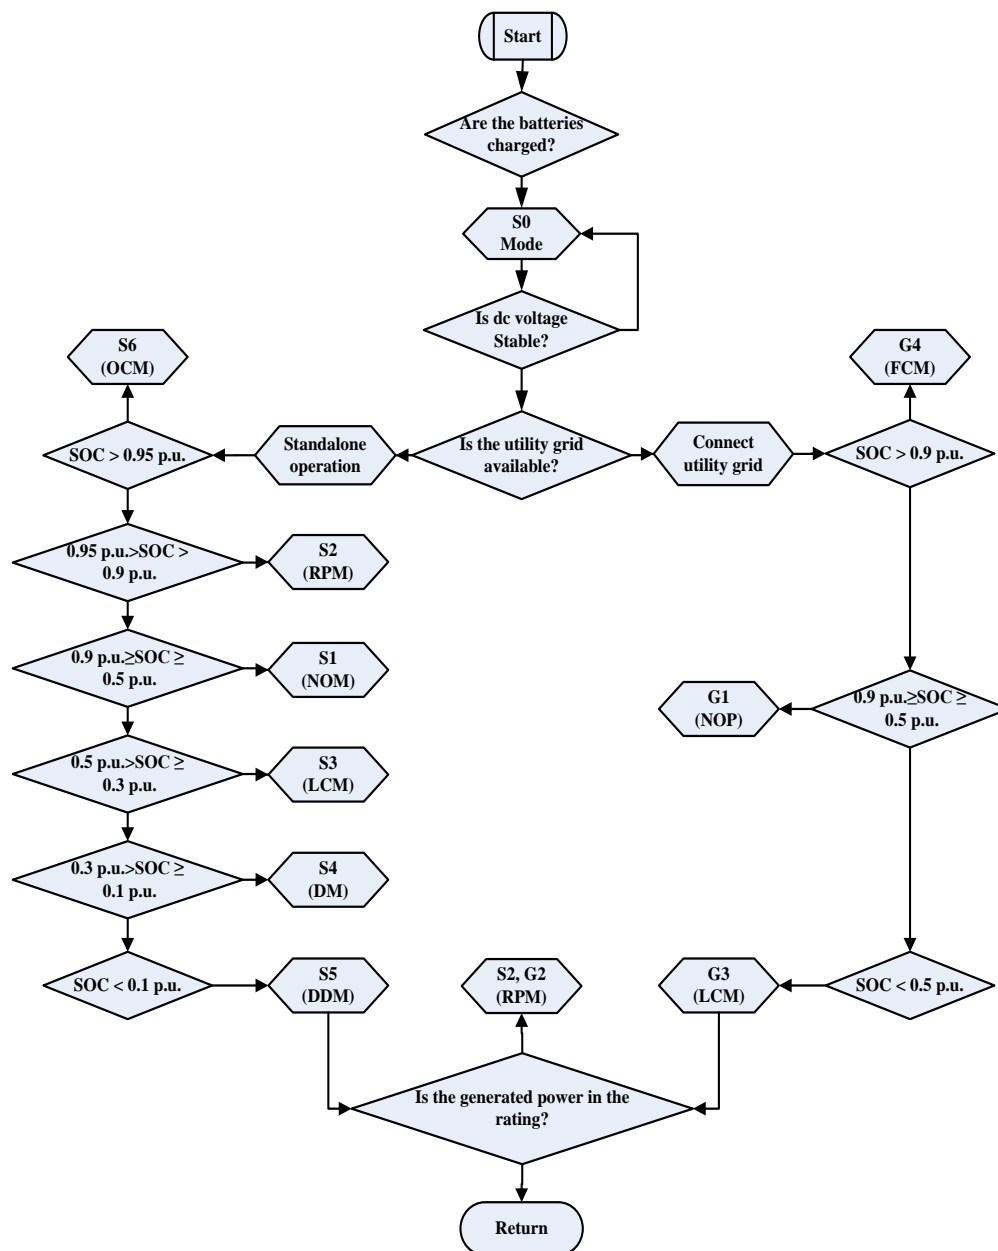 Start
Are the batteries
charged?
S0
Mode
Is dc voltage
Stable?
S6
(OCM)
G4
(FCM)
SOC > 0.95 p.u.
Standalone
operation
Is the utility grid
available?
Connect
utility grid
SOC > 0.9 p.u.
0.95 p.u.>SOC >
0.9 p.u.
S2
(RPM)
0.9 p.u.≥SOC ≥
0.5 p.u.
S1
(NOM)
G1
(NOP)
0.9 p.u.≥SOC ≥
0.5 p.u.
0.5 p.u.>SOC ≥
0.3 p.u.
S3
(LCM)
0.3 p.u.>SOC ≥
0.1 p.u.
S4
(DM)
SOC < 0.1 p.u.
S5
(DDM)
S2, G2
(RPM)
G3
(LCM)
SOC < 0.5 p.u.
Is the generated power in the
rating?
Return